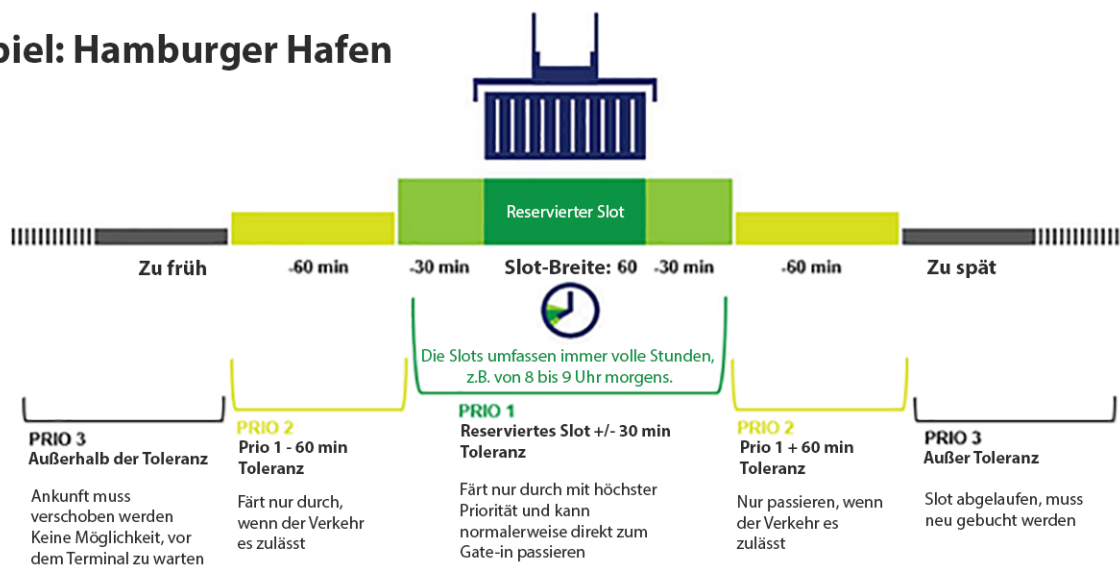 piel: Hamburger Hafen
Reservierter Slot
Zu früh
-60 min
-30 min
Slot-Breite: 60
-30 min
-60 min
Zu spät
Die Slots umfassen immer volle Stunden,
z.B. von 8 bis 9 Uhr morgens.
PRIO 3
Außerhalb der Toleranz
Ankunft muss
verschoben werden
Keine Möglichkeit, vor
dem Terminal zu warten
PRIO 2
Prio 1 - 60 min
Toleranz
Färt nur durch,
wenn der Verkehr
es zulässt
PRIO 1
Reserviertes Slot +/- 30 min
Toleranz
Färt nur durch mit höchster
Priorität und kann
normalerweise direkt zum
Gate-in passieren
PRIO 2
Prio 1 + 60 min
Toleranz
Nur passieren, wenn
der Verkehr es
zulässt
PRIO 3
Außer Toleranz
Slot abgelaufen, muss
neu gebucht werden